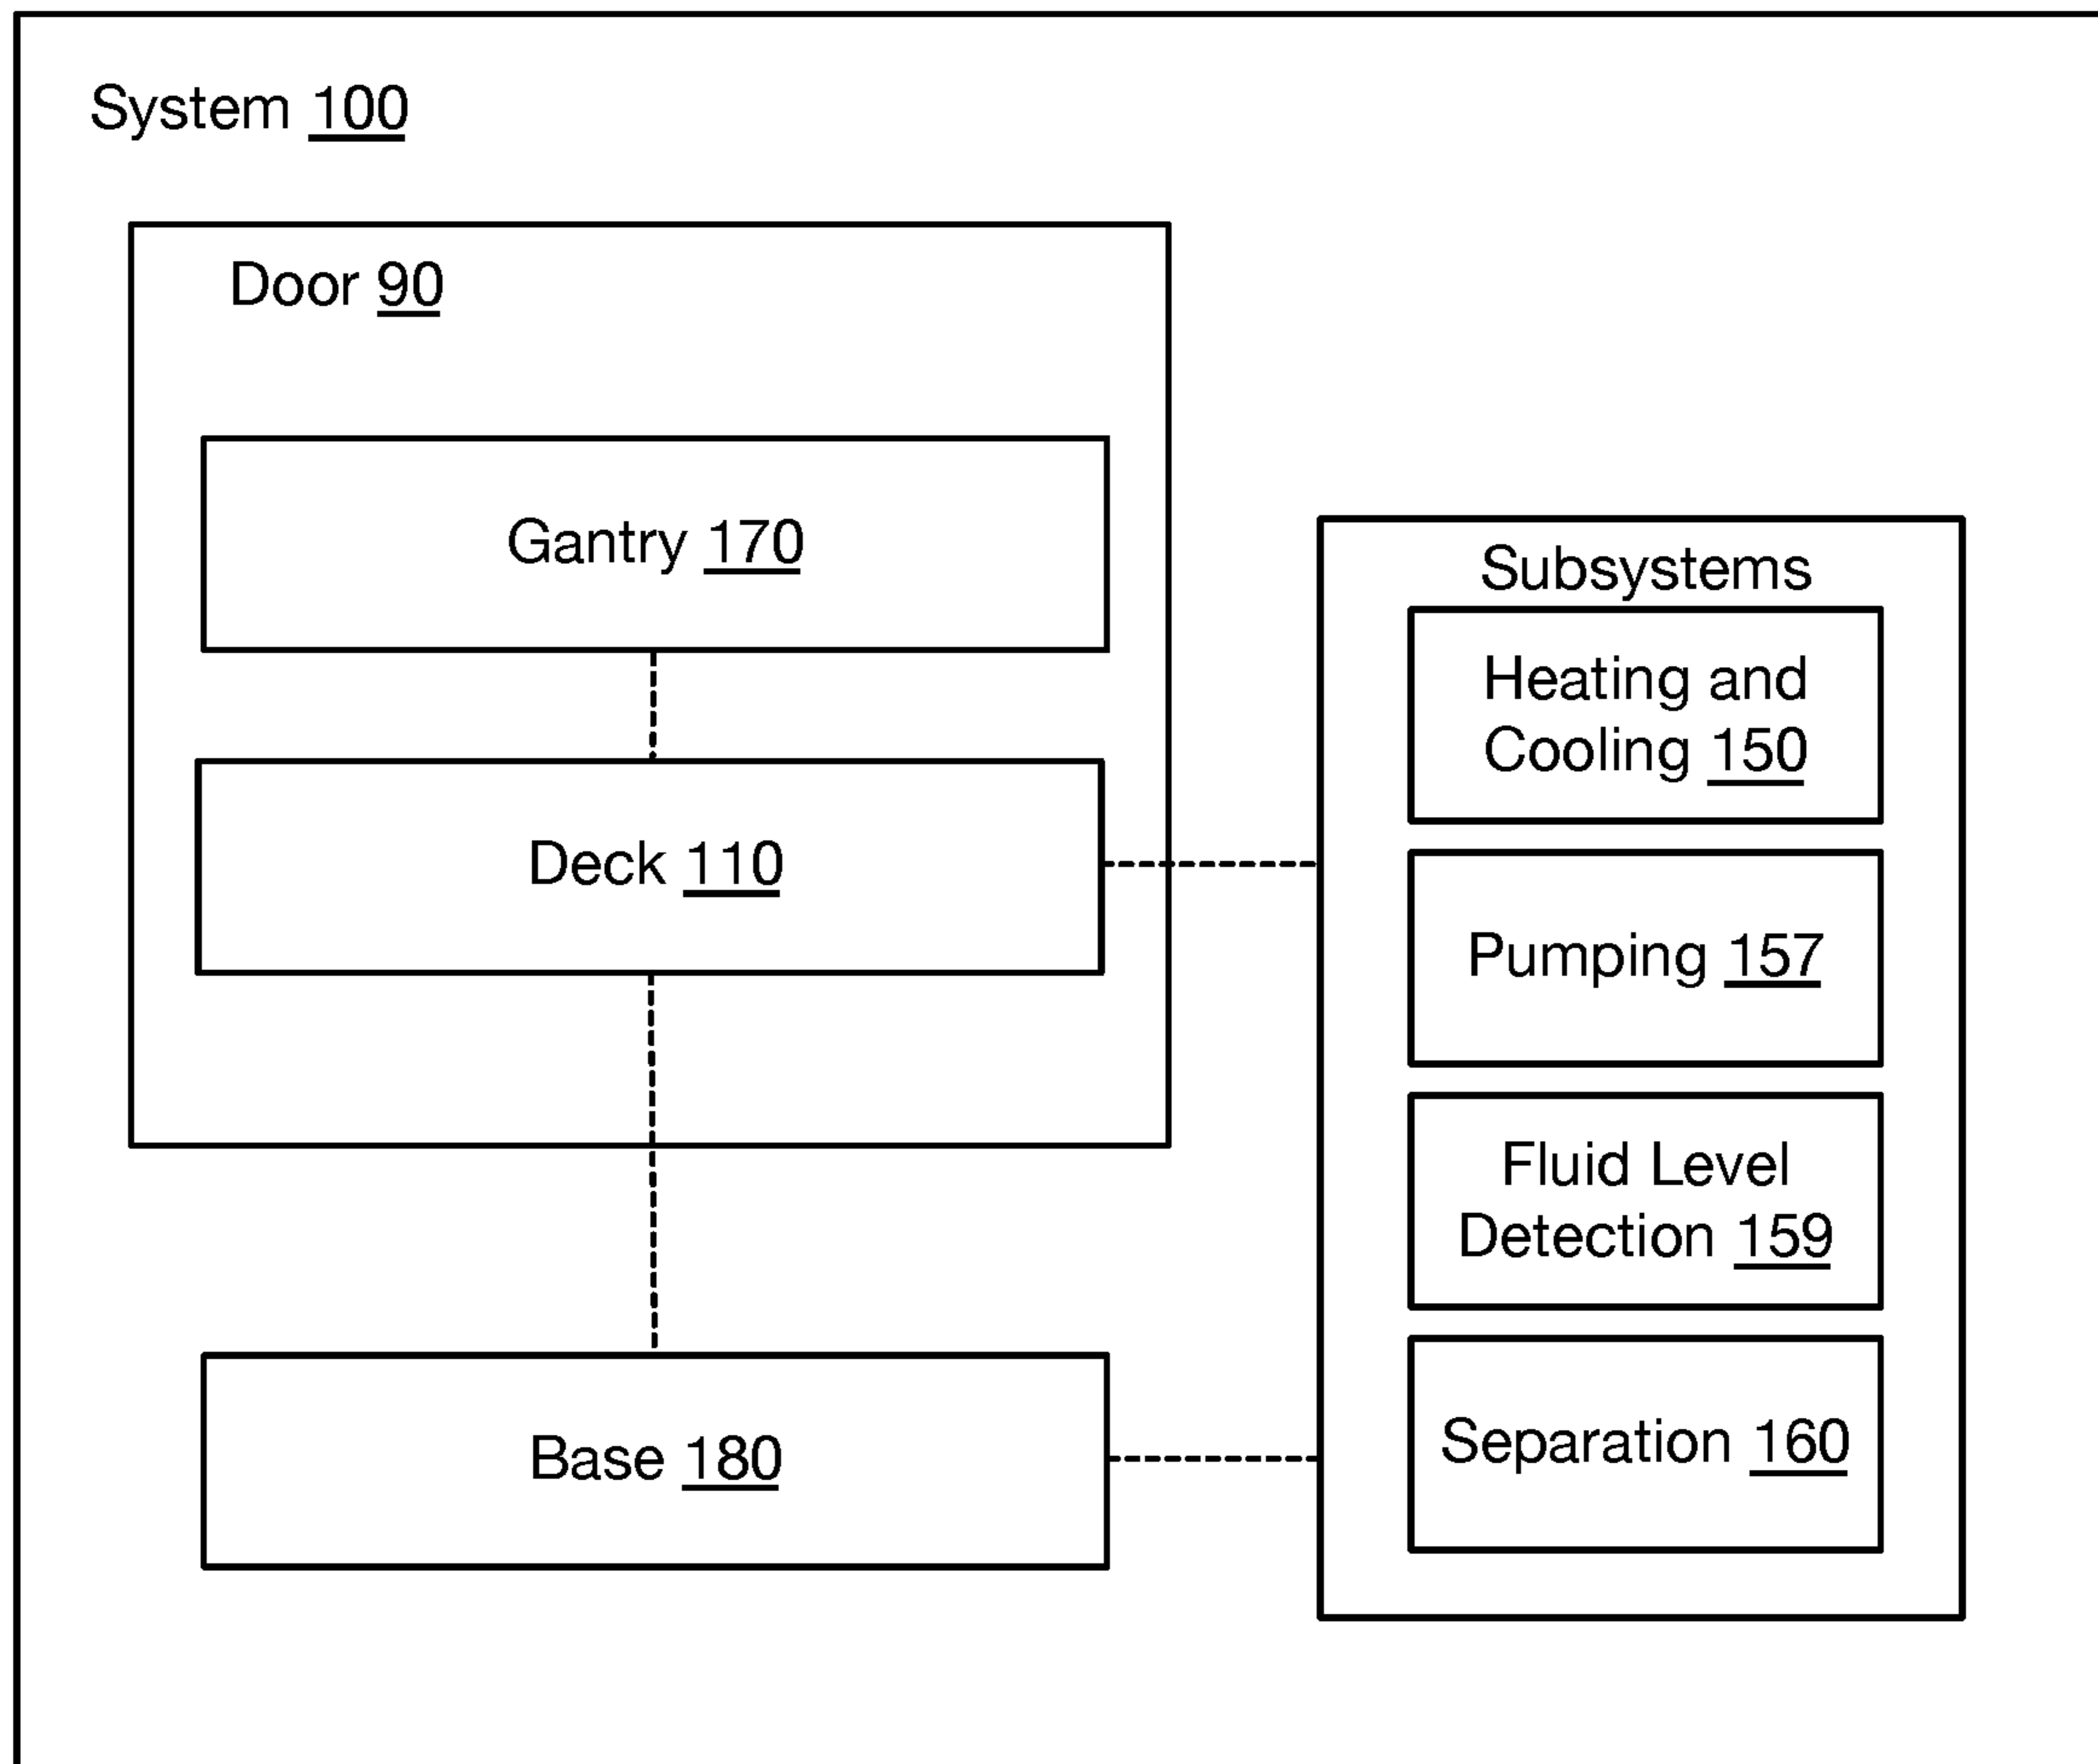 System 100
Door 90
Gantry 170
Deck 110
Base 180
Subsystems
Heating and
Cooling 150
Pumping 157
Fluid Level
Detection 159
Separation 160